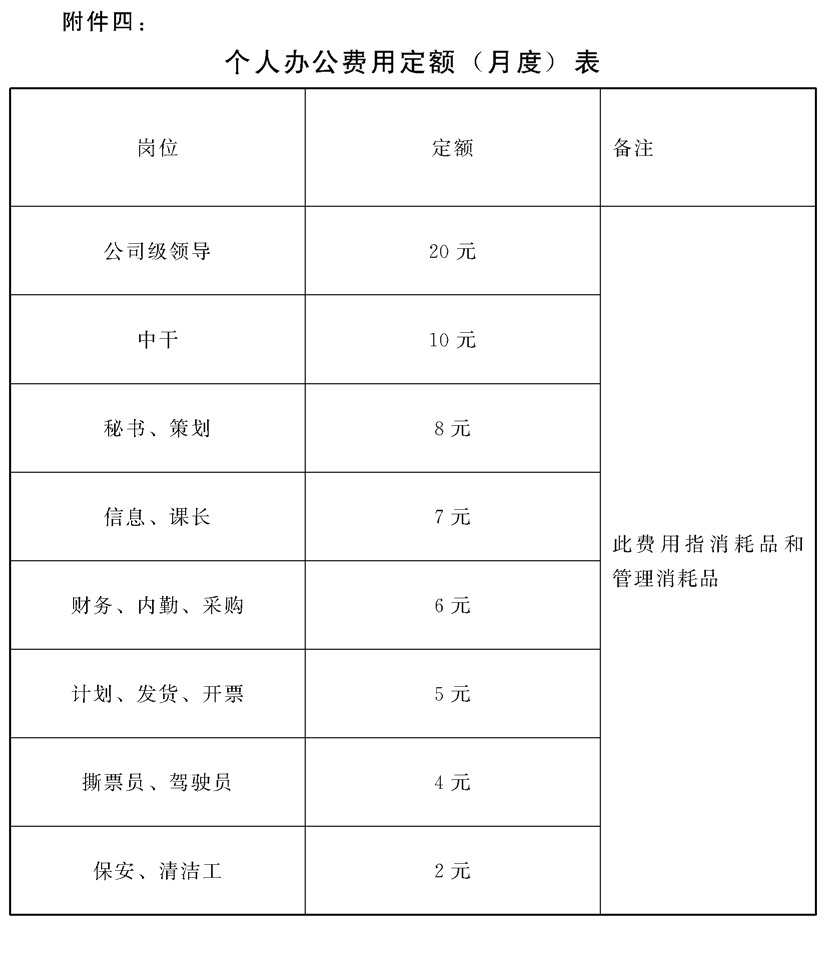 附件四：
个人办公费用定额（月度）表
岗位 定额 备注
公司级领导 20 元
中干 10 元
秘书、策划 8 元
信息、课长 7 元
此费用指消耗品和
管理消耗品
财务、内勤、采购 6 元
计划、发货、开票 5 元
撕票员、驾驶员 4 元
保安、清洁工 2 元